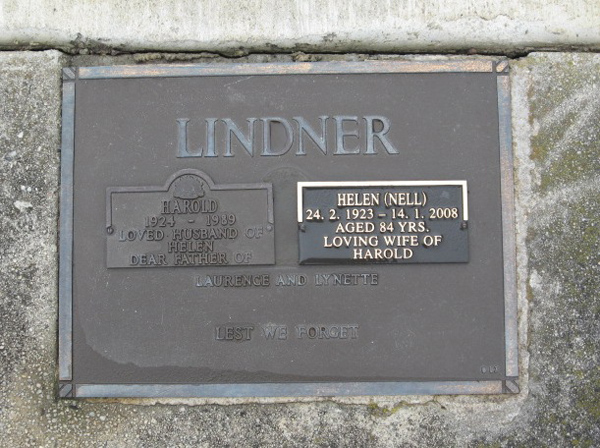 LINDNER
HAROLD
1924 - 1989
LOVED HUSBAND OF
HELEN
DEAR FATHER OF
LAURENCE AND LYNETTE
HELEN (NELL)
24. 2. 1923 – 14. 1. 2008
AGED 84 YRS.
LOVING WIFE OF
HAROLD
LEST WE FORGET